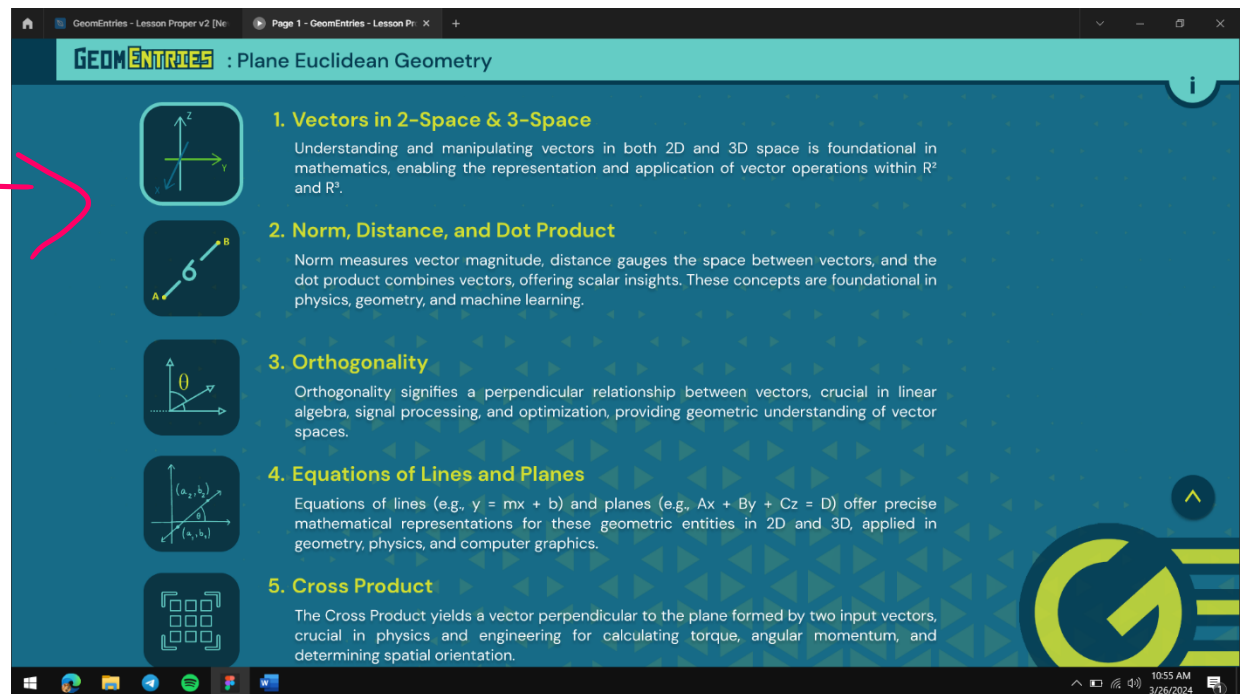 GeomEntries - Lesson Proper v2 [Ne
Page 1 - GeomEntries - Lesson Pr
GEOMENTRIES : Plane Euclidean Geometry
i
Z
Y
X
1. Vectors in 2-Space & 3-Space
Understanding and manipulating vectors in both 2D and 3D space is foundational in
mathematics, enabling the representation and application of vector operations within R²
and R³.
A 6 B
2. Norm, Distance, and Dot Product
Norm measures vector magnitude, distance gauges the space between vectors, and the
dot product combines vectors, offering scalar insights. These concepts are foundational in
physics, geometry, and machine learning.
θ
3. Orthogonality
Orthogonality signifies a perpendicular relationship between vectors, crucial in linear
algebra, signal processing, and optimization, providing geometric understanding of vector
spaces.
(a₂,b₂)
θ
(a₁,b₁)
4. Equations of Lines and Planes
Equations of lines (e.g., y = mx + b) and planes (e.g., Ax + By + Cz = D) offer precise
mathematical representations for these geometric entities in 2D and 3D, applied in
geometry, physics, and computer graphics.
5. Cross Product
The Cross Product yields a vector perpendicular to the plane formed by two input vectors,
crucial in physics and engineering for calculating torque, angular momentum, and
determining spatial orientation.
10:55 AM
3/26/2024